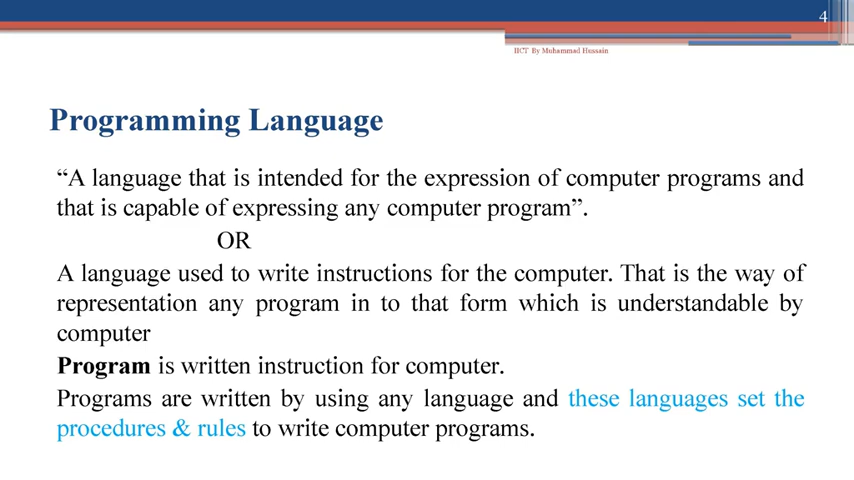 4
IICT By Muhammad Hussain
Programming Language
“A language that is intended for the expression of computer programs and
that is capable of expressing any computer program”.
OR
A language used to write instructions for the computer. That is the way of
representation any program in to that form which is understandable by
computer
Program is written instruction for computer.
Programs are written by using any language and these languages set the
procedures & rules to write computer programs.